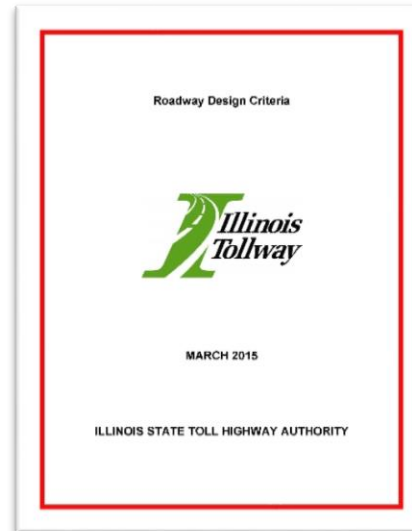 Roadway Design Criteria
Illinois
Tollway
MARCH 2015
ILLINOIS STATE TOLL HIGHWAY AUTHORITY